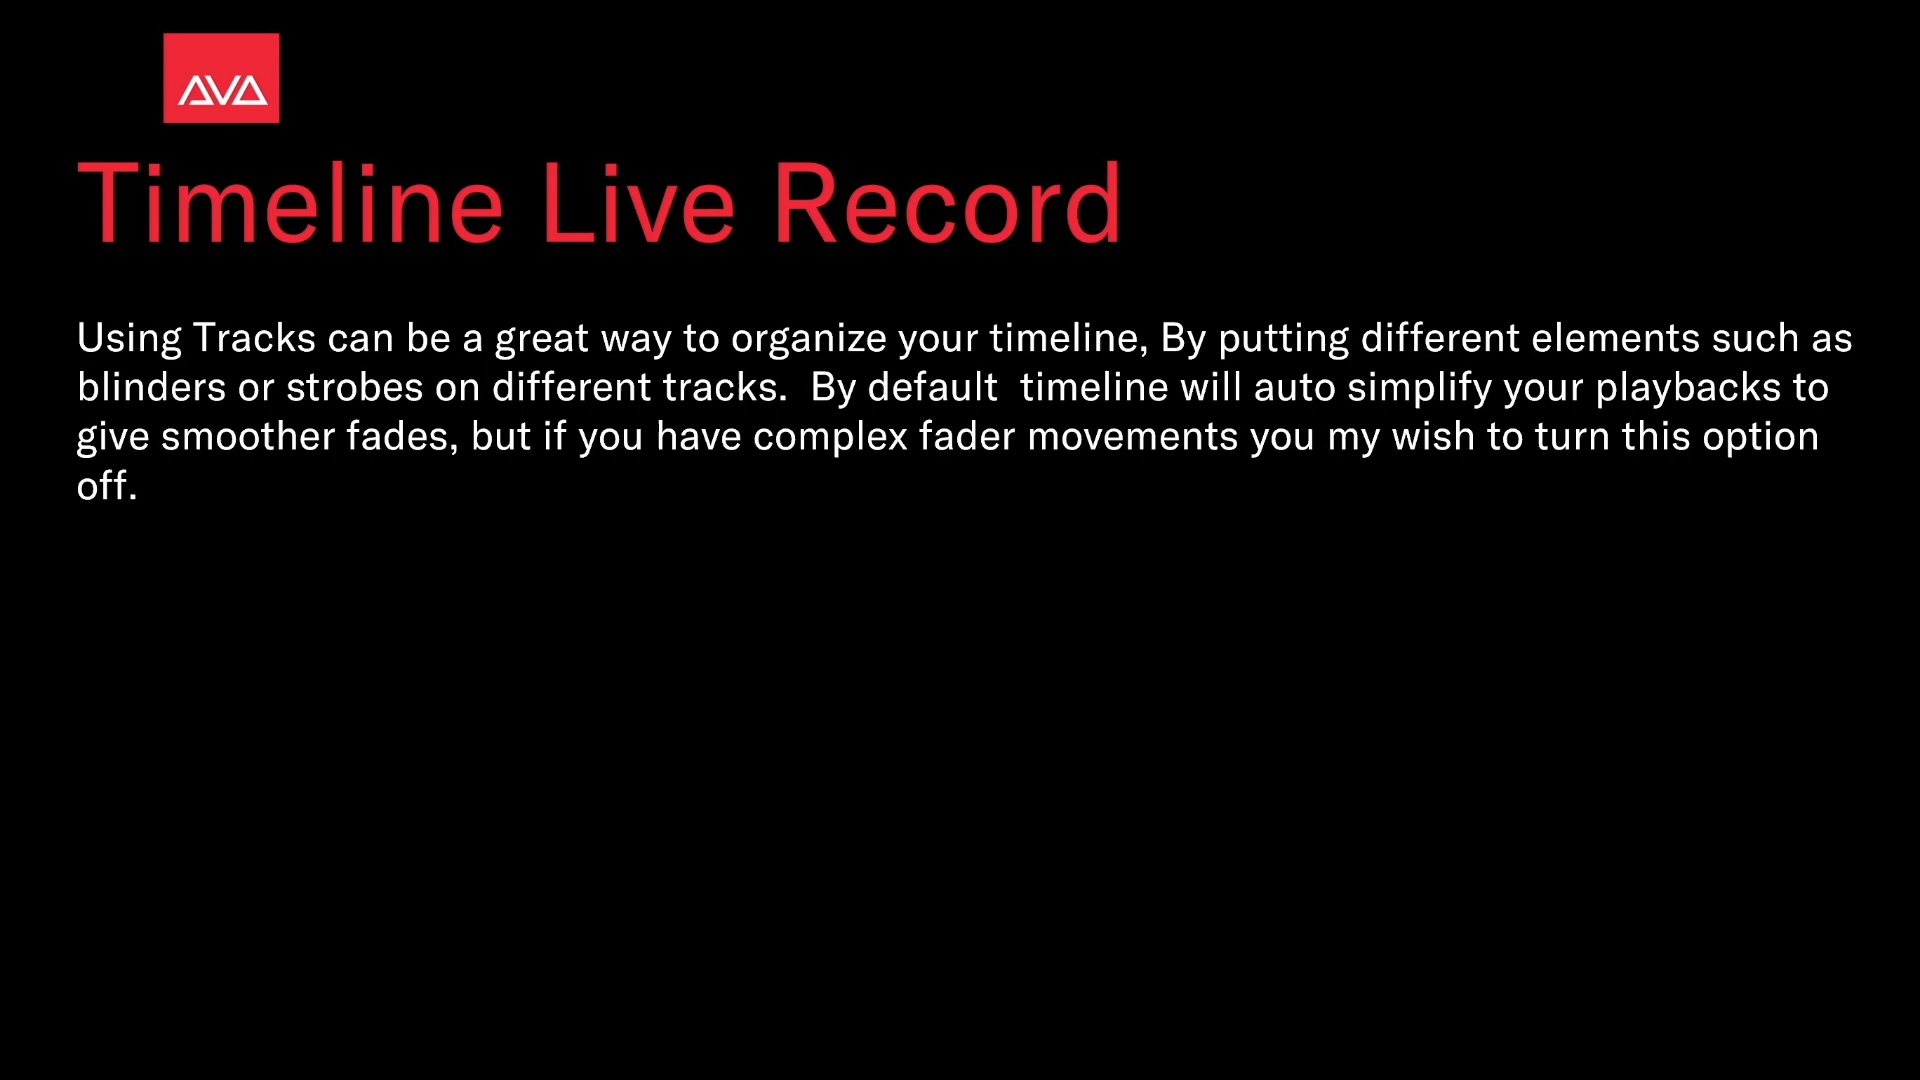 AVA
Timeline Live Record
Using Tracks can be a great way to organize your timeline, By putting different elements such as
blinders or strobes on different tracks.  By default  timeline will auto simplify your playbacks to
give smoother fades, but if you have complex fader movements you my wish to turn this option
off.